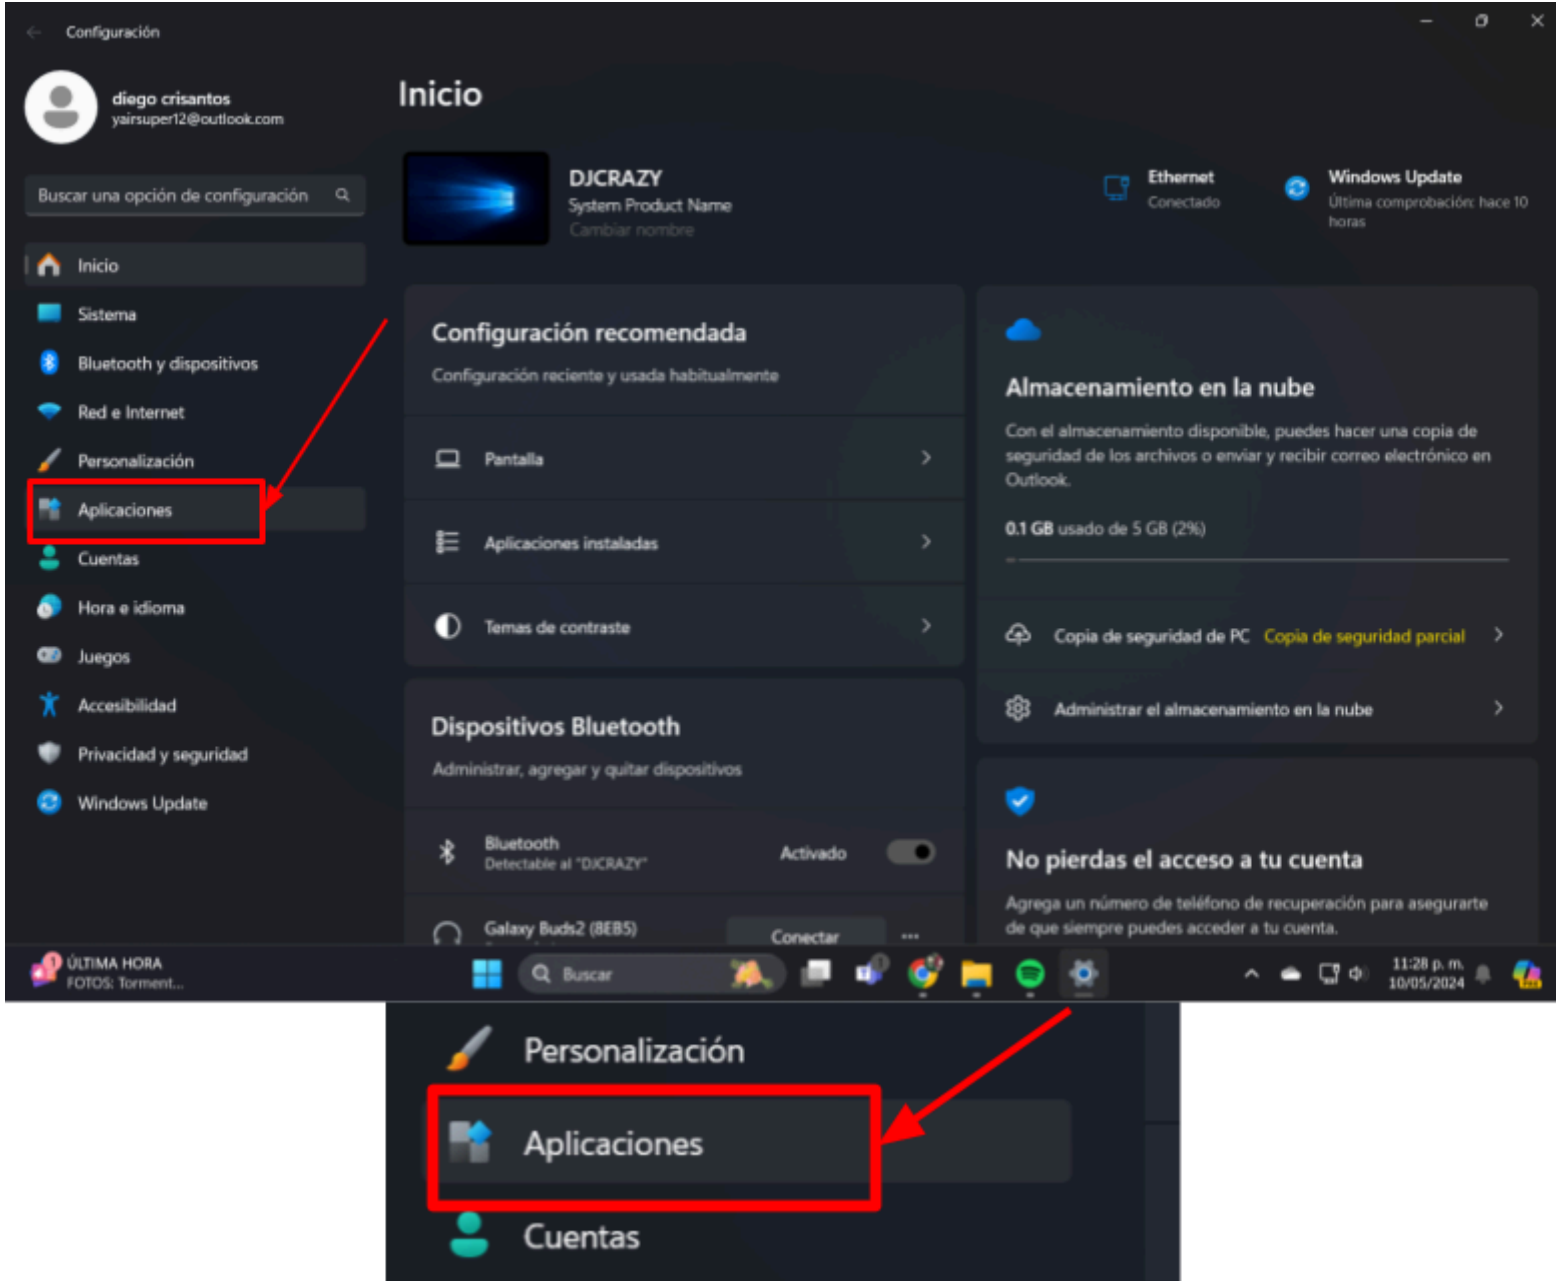 Configuración
diego crisantos
yairsuper12@outlook.com
Buscar una opción de configuración
Inicio
Sistema
Bluetooth y dispositivos
Red e Internet
Personalización
Aplicaciones
Cuentas
Hora e idioma
Juegos
Accesibilidad
Privacidad y seguridad
Windows Update
Inicio
DJCRAZY
System Product Name
Cambiar nombre
Ethernet
Conectado
Windows Update
Última comprobación: hace 10
horas
Configuración recomendada
Configuración reciente y usada habitualmente
Pantalla
Aplicaciones instaladas
Temas de contraste
Dispositivos Bluetooth
Administrar, agregar y quitar dispositivos
Bluetooth
Detectable al "DJCRAZY"
Activado
Galaxy Buds2 (8EB5)
Conectar
Almacenamiento en la nube
Con el almacenamiento disponible, puedes hacer una copia de
seguridad de los archivos o enviar y recibir correo electrónico en
Outlook.
0.1 GB usado de 5 GB (2%)
Copia de seguridad de PC Copia de seguridad parcial
Administrar el almacenamiento en la nube
No pierdas el acceso a tu cuenta
Agrega un número de teléfono de recuperación para asegurarte
de que siempre puedes acceder a tu cuenta.
1
ÚLTIMA HORA
FOTOS: Torment...
Buscar
11:28 p. m.
10/05/2024
Personalización
Aplicaciones
Cuentas